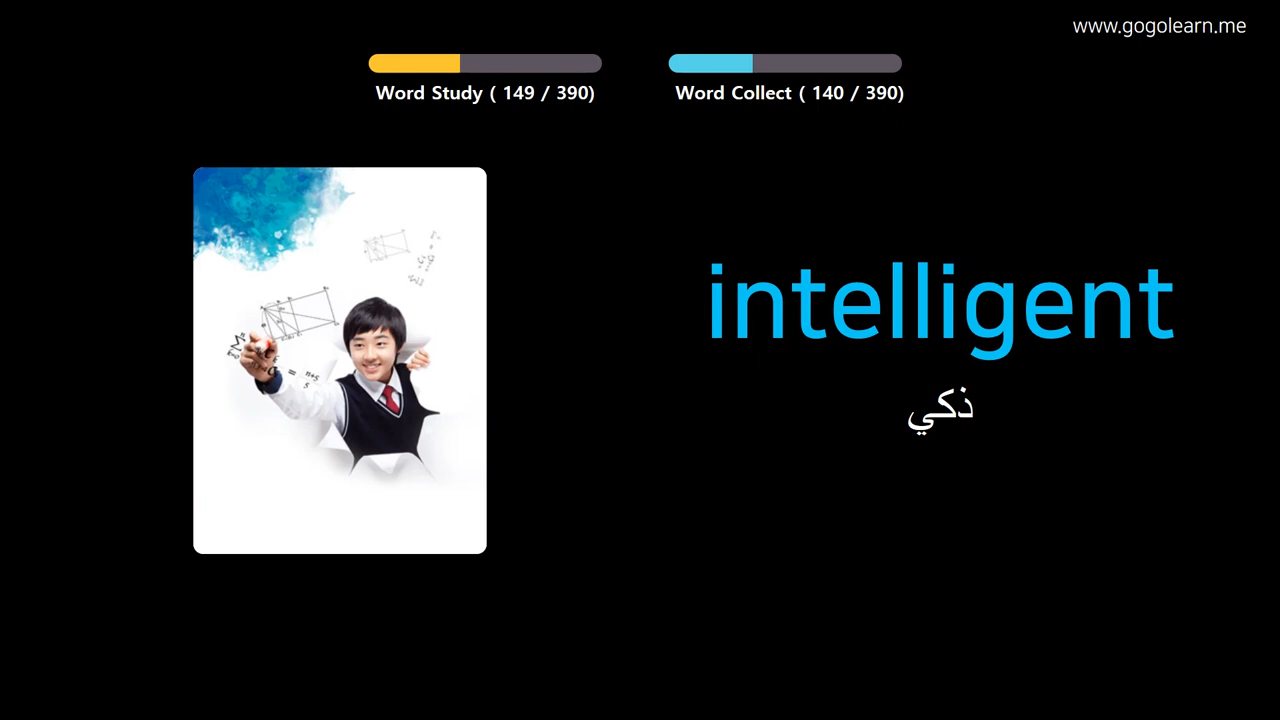 www.gogolearn.me
Word Study ( 149 / 390)
Word Collect ( 140 / 390)
intelligent
ذكي